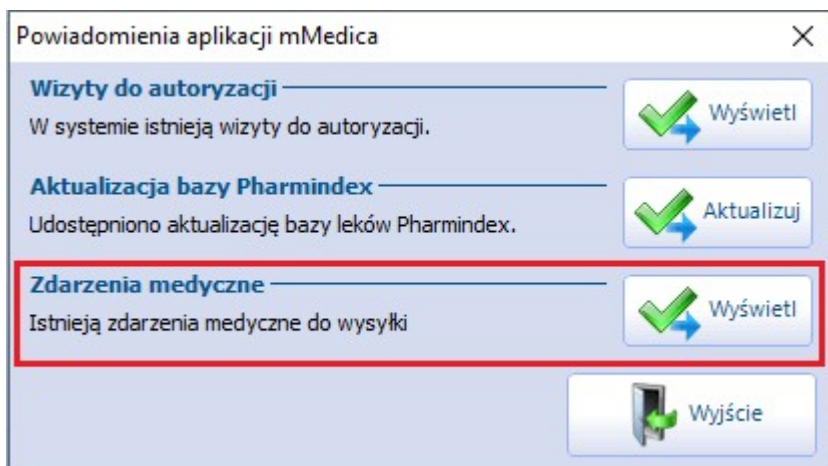 Powiadomienia aplikacji mMedica
Wizyty do autoryzacji
W systemie istnieją wizyty do autoryzacji.
Wyświetl
Aktualizacja bazy Pharmindex
Udostępniono aktualizację bazy leków Pharmindex.
Aktualizuj
Zdarzenia medyczne
Istnieją zdarzenia medyczne do wysyłki
Wyświetl
Wyjście